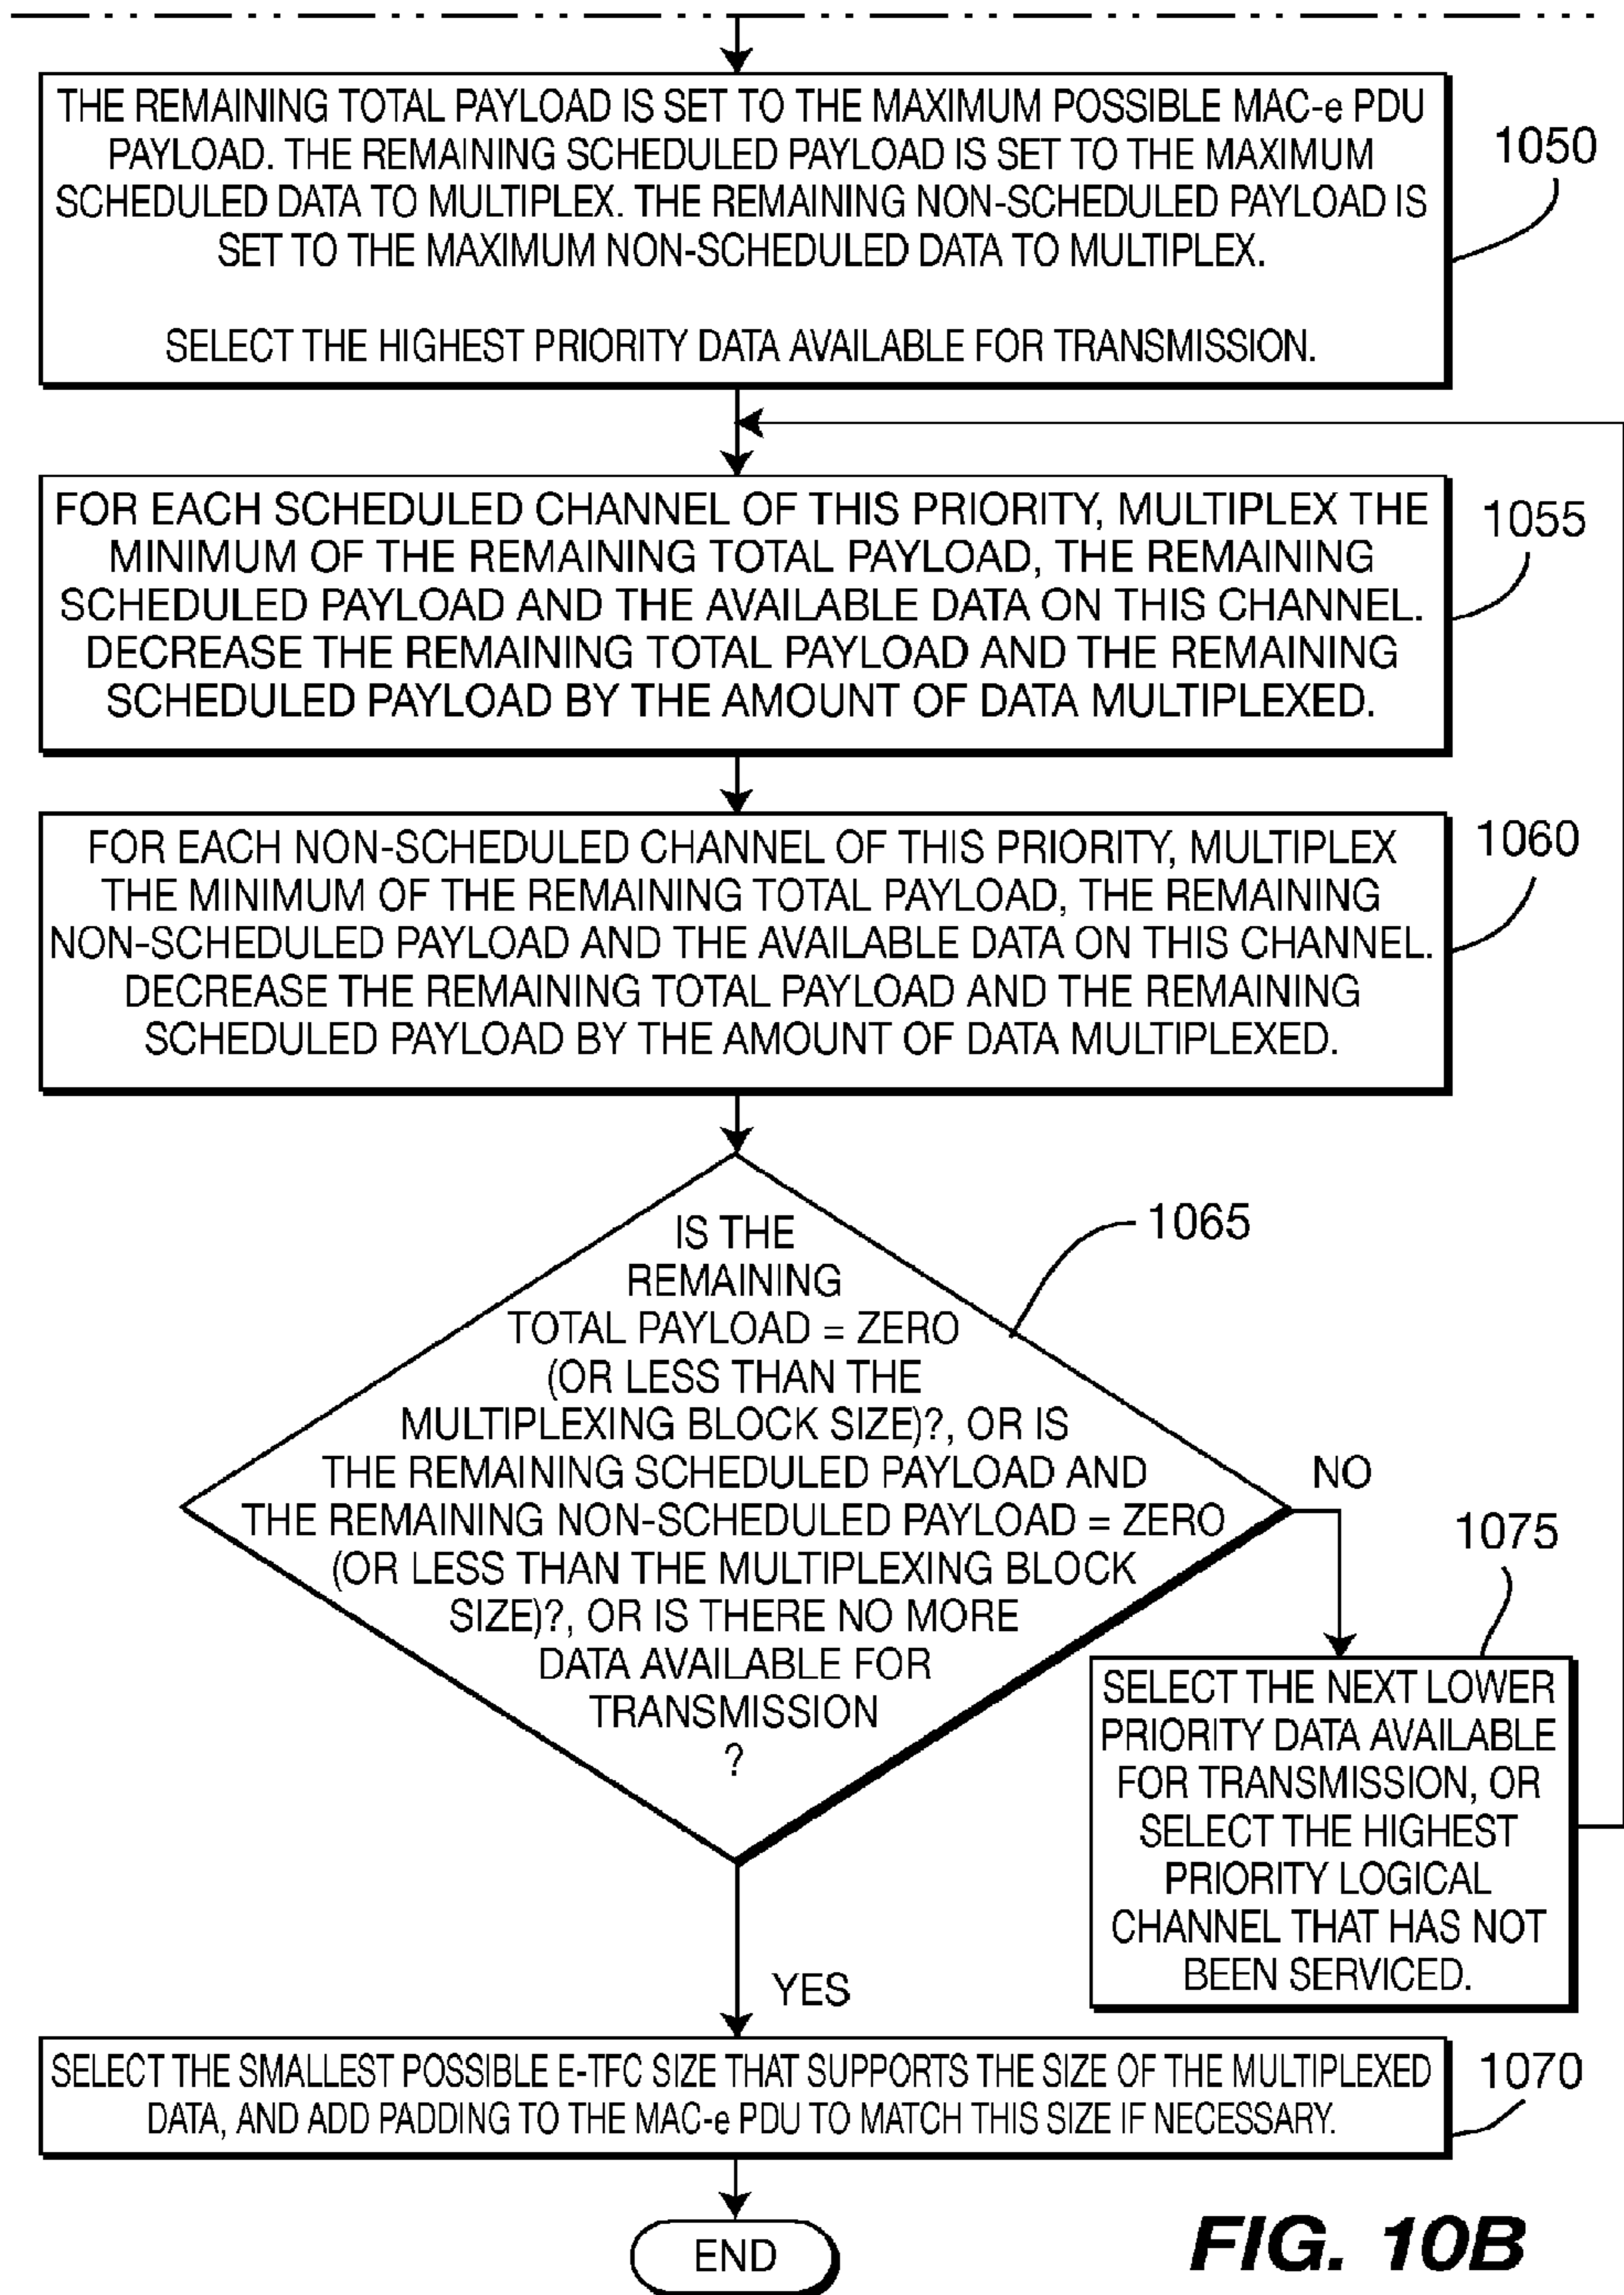 THE REMAINING TOTAL PAYLOAD IS SET TO THE MAXIMUM POSSIBLE MAC-e PDU
PAYLOAD. THE REMAINING SCHEDULED PAYLOAD IS SET TO THE MAXIMUM
SCHEDULED DATA TO MULTIPLEX. THE REMAINING NON-SCHEDULED PAYLOAD IS
SET TO THE MAXIMUM NON-SCHEDULED DATA TO MULTIPLEX.
SELECT THE HIGHEST PRIORITY DATA AVAILABLE FOR TRANSMISSION.
1050
FOR EACH SCHEDULED CHANNEL OF THIS PRIORITY, MULTIPLEX THE
MINIMUM OF THE REMAINING TOTAL PAYLOAD, THE REMAINING
SCHEDULED PAYLOAD AND THE AVAILABLE DATA ON THIS CHANNEL.
DECREASE THE REMAINING TOTAL PAYLOAD AND THE REMAINING
SCHEDULED PAYLOAD BY THE AMOUNT OF DATA MULTIPLEXED.
1055
FOR EACH NON-SCHEDULED CHANNEL OF THIS PRIORITY, MULTIPLEX
THE MINIMUM OF THE REMAINING TOTAL PAYLOAD, THE REMAINING
NON-SCHEDULED PAYLOAD AND THE AVAILABLE DATA ON THIS CHANNEL.
DECREASE THE REMAINING TOTAL PAYLOAD AND THE REMAINING
SCHEDULED PAYLOAD BY THE AMOUNT OF DATA MULTIPLEXED.
1060
IS THE
REMAINING
TOTAL PAYLOAD = ZERO
(OR LESS THAN THE
MULTIPLEXING BLOCK SIZE)?, OR IS
THE REMAINING SCHEDULED PAYLOAD AND
THE REMAINING NON-SCHEDULED PAYLOAD = ZERO
(OR LESS THAN THE MULTIPLEXING BLOCK
SIZE)?, OR IS THERE NO MORE
DATA AVAILABLE FOR
TRANSMISSION
?
1065
NO
1075
SELECT THE NEXT LOWER
PRIORITY DATA AVAILABLE
FOR TRANSMISSION, OR
SELECT THE HIGHEST
PRIORITY LOGICAL
CHANNEL THAT HAS NOT
BEEN SERVICED.
YES
SELECT THE SMALLEST POSSIBLE E-TFC SIZE THAT SUPPORTS THE SIZE OF THE MULTIPLEXED
DATA, AND ADD PADDING TO THE MAC-e PDU TO MATCH THIS SIZE IF NECESSARY.
1070
END
FIG. 10B